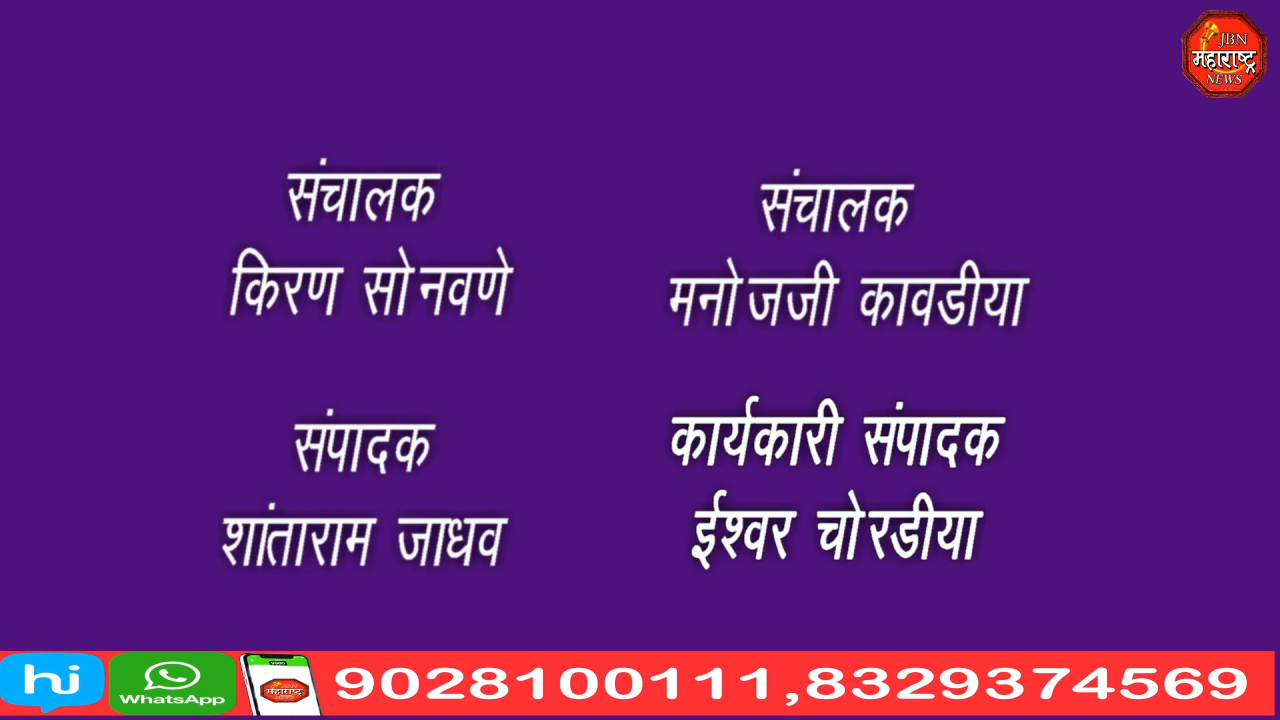 JBN
महाराष्ट्र
NEWS
संचालक
किरण सोनवणे
संचालक
मनोजजी कावडीया
संपादक
शांताराम जाधव
कार्यकारी संपादक
ईश्वर चोरडीया
hi
WhatsApp
महाराष्ट्र
9028100111,8329374569